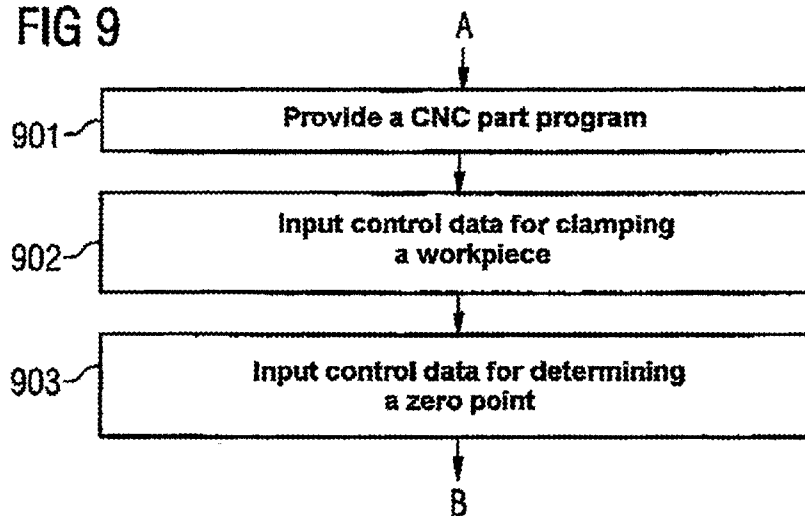 FIG 9
A
901
Provide a CNC part program
902
Input control data for clamping
a workpiece
903
Input control data for determining
a zero point
B